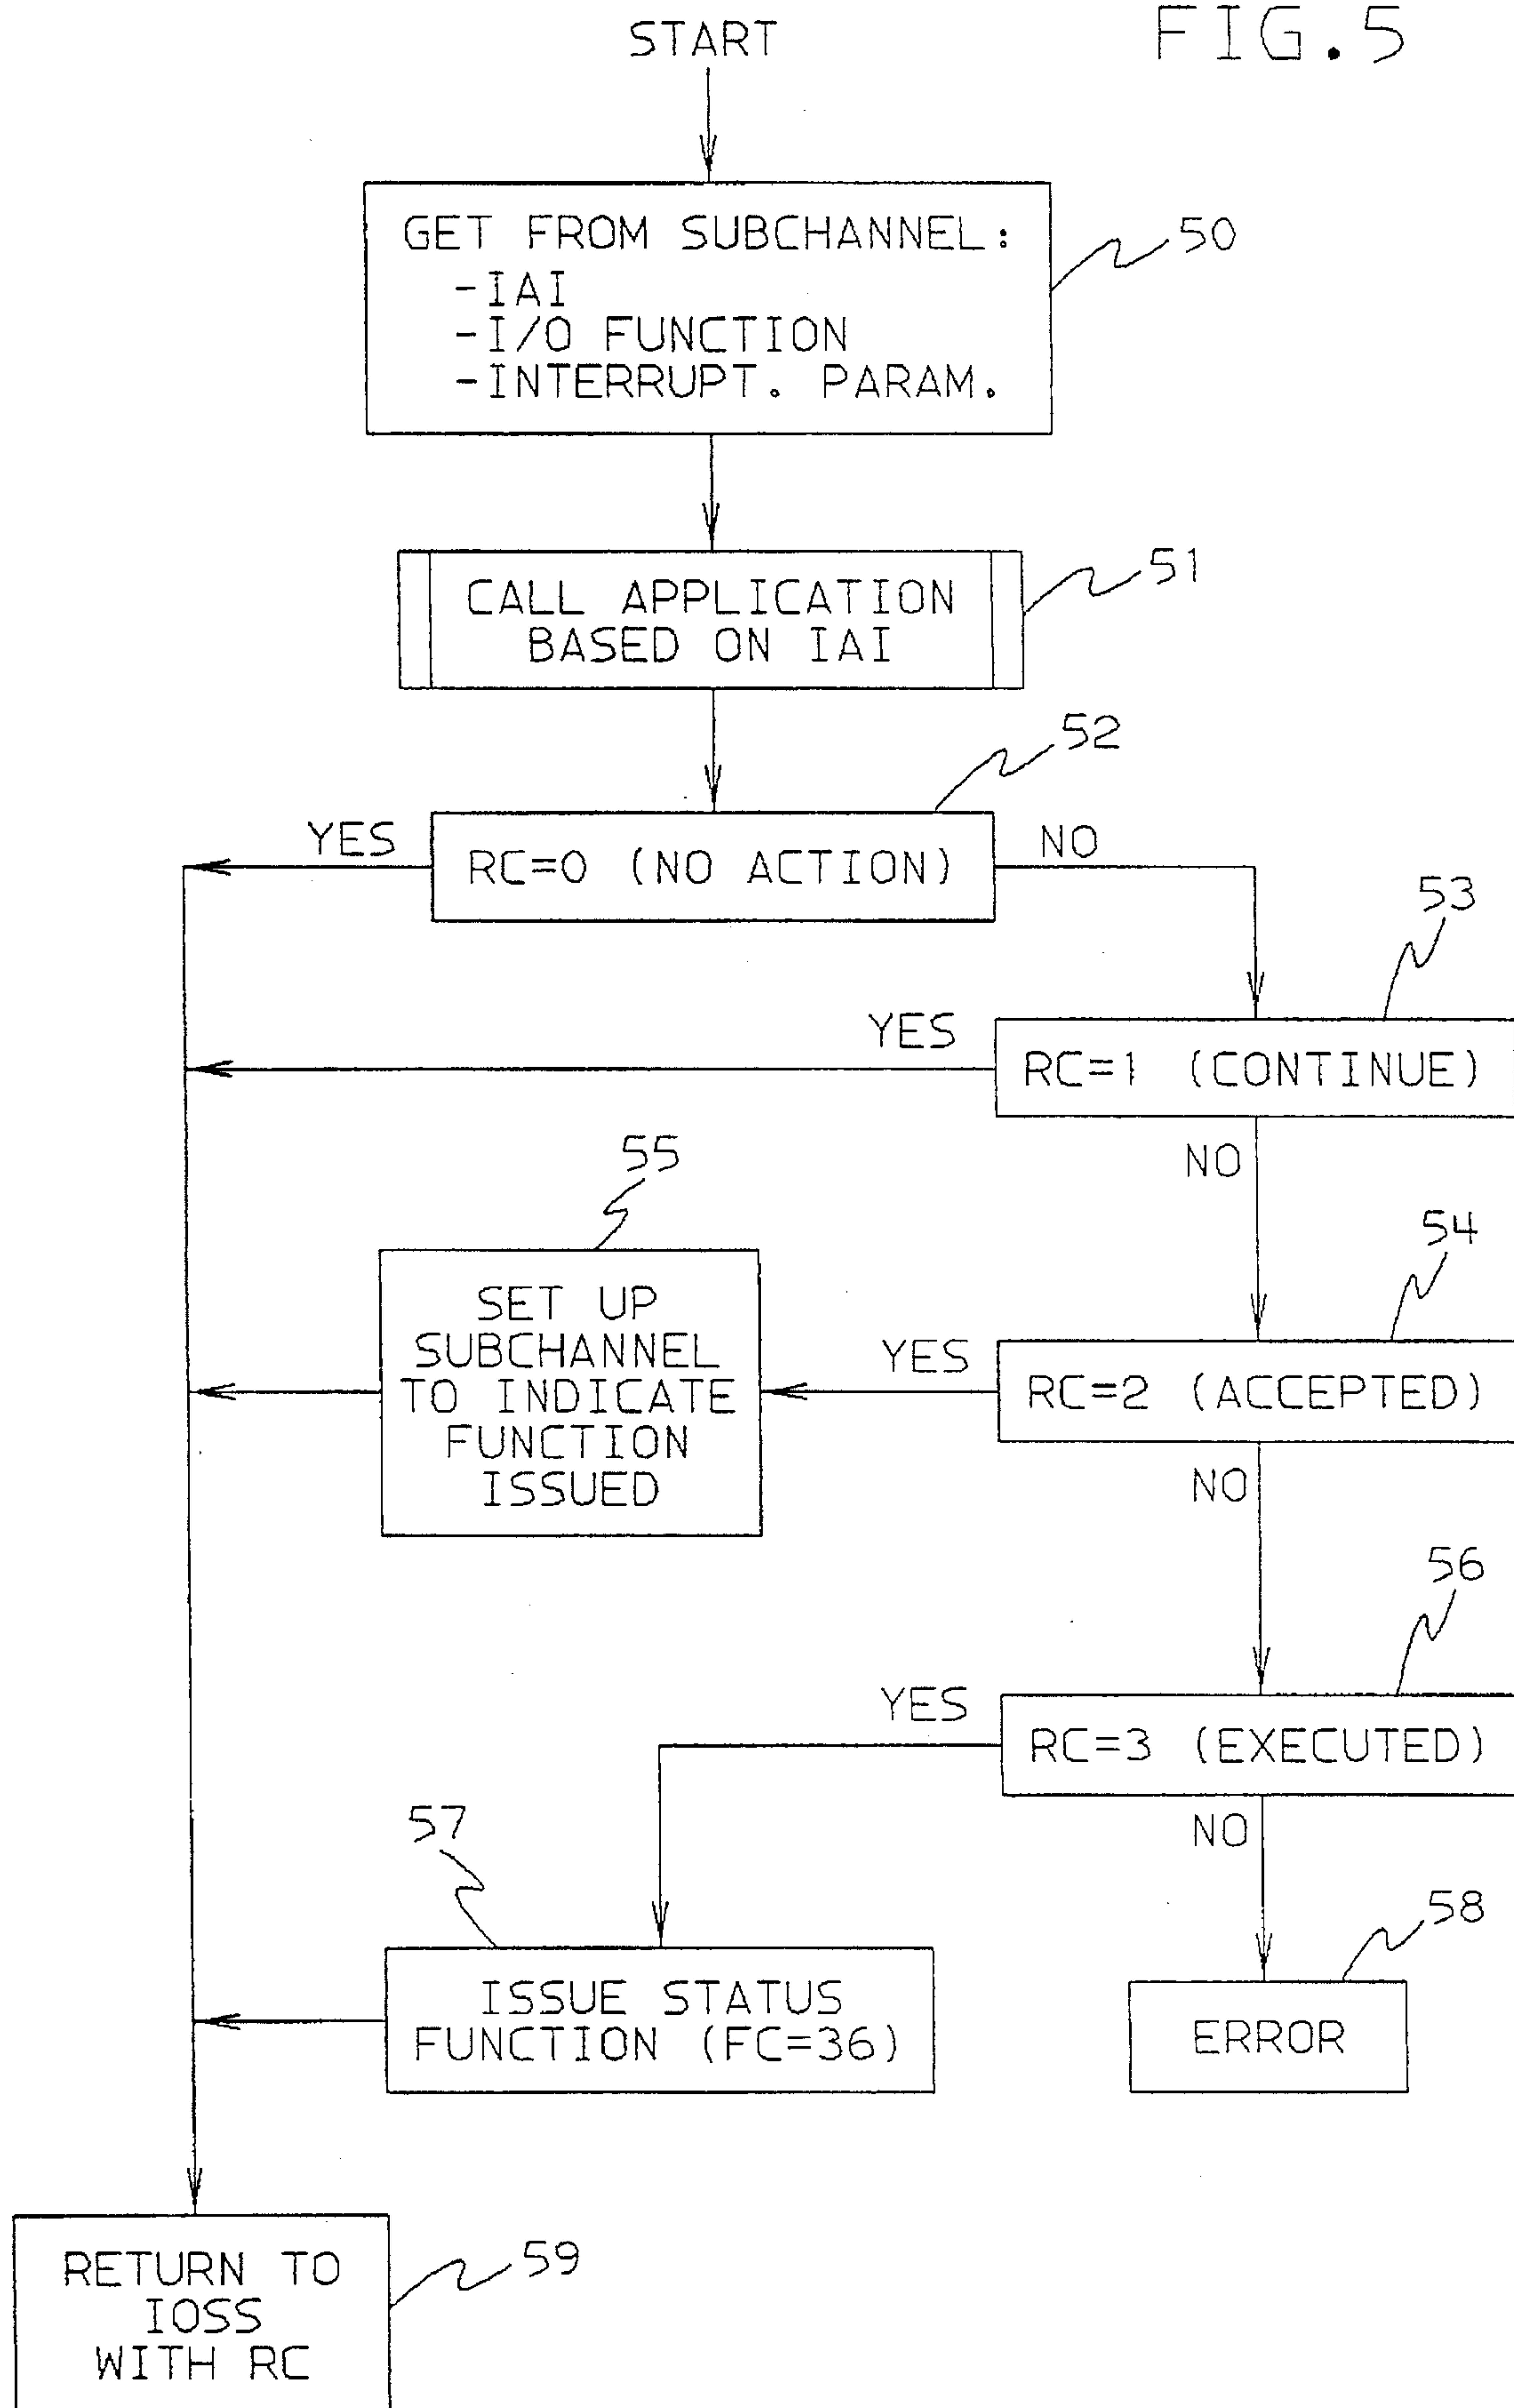 START
FIG.5
GET FROM SUBCHANNEL:
-IAI
-I/O FUNCTION
-INTERRUPT. PARAM.
50
CALL APPLICATION
BASED ON IAI
51
52
YES
RC=0 (NO ACTION)
NO
53
YES
RC=1 (CONTINUE)
NO
55
54
SET UP
SUBCHANNEL
TO INDICATE
FUNCTION
ISSUED
YES
RC=2 (ACCEPTED)
NO
56
YES
RC=3 (EXECUTED)
NO
57
58
ISSUE STATUS
FUNCTION (FC=36)
ERROR
RETURN TO
IOSS
WITH RC
59